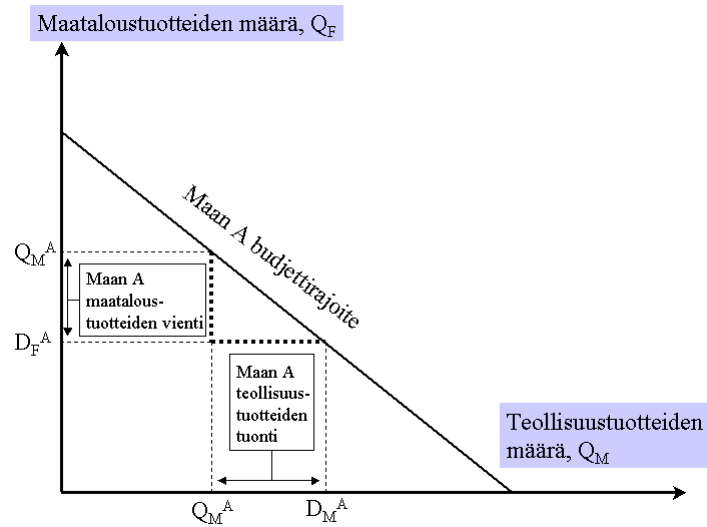 Maataloustuotteiden määrä, Q_F
Maan A budjettirajoite
Q_M^A
Maan A
maatalous-
tuotteiden vienti
D_F^A
Maan A
teollisuus-
tuotteiden
tuonti
Teollisuustuotteiden
määrä, Q_M
Q_M^A
D_M^A